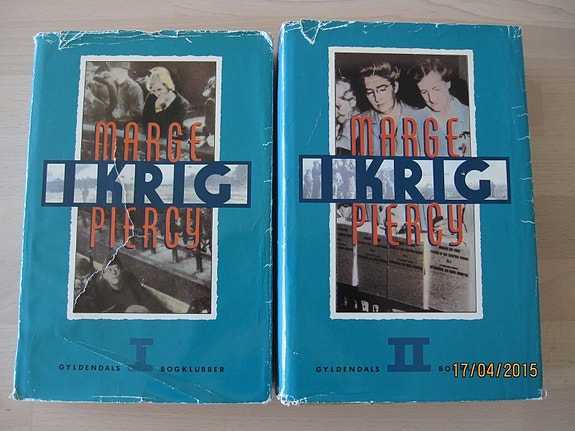 MARGE
I KRIG
PIERCY
I
GYLDENDALS BOGKLUBBER
MARGE
I KRIG
PIERCY
II
GYLDENDALS
17/04/2015